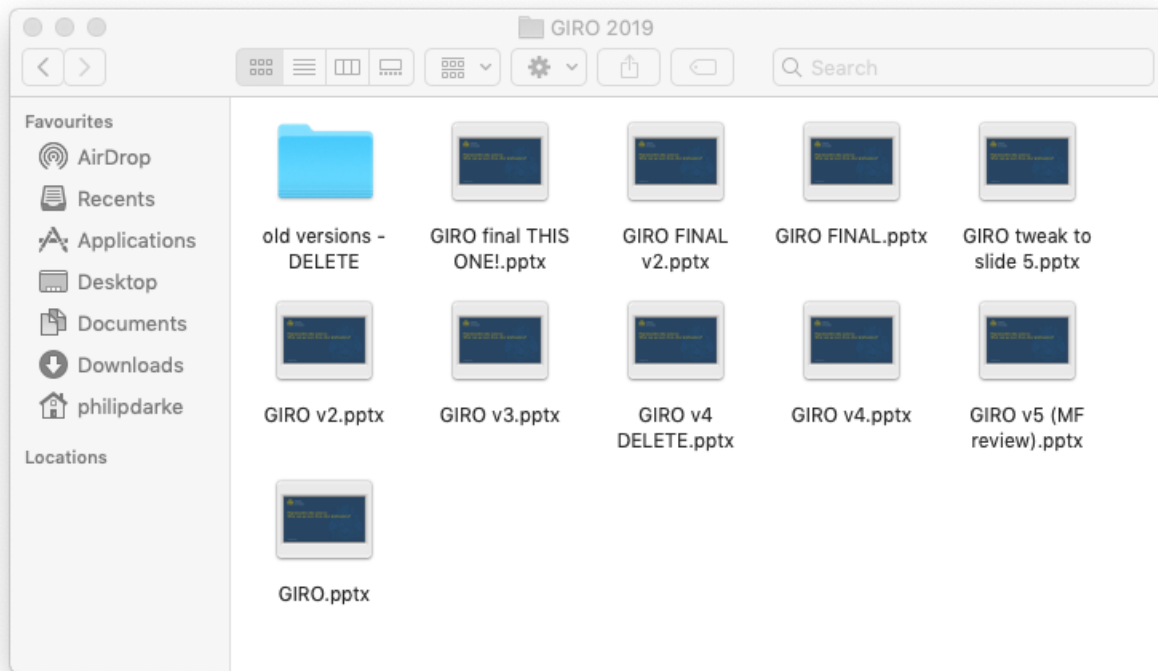 GIRO 2019
Search
Favourites
AirDrop
Recents
Applications
Desktop
Documents
Downloads
philipdarke
Locations
old versions -
DELETE
GIRO final THIS
ONE!.pptx
GIRO FINAL
v2.pptx
GIRO FINAL.pptx
GIRO tweak to
slide 5.pptx
GIRO v2.pptx
GIRO v3.pptx
GIRO v4
DELETE.pptx
GIRO v4.pptx
GIRO v5 (MF
review).pptx
GIRO.pptx